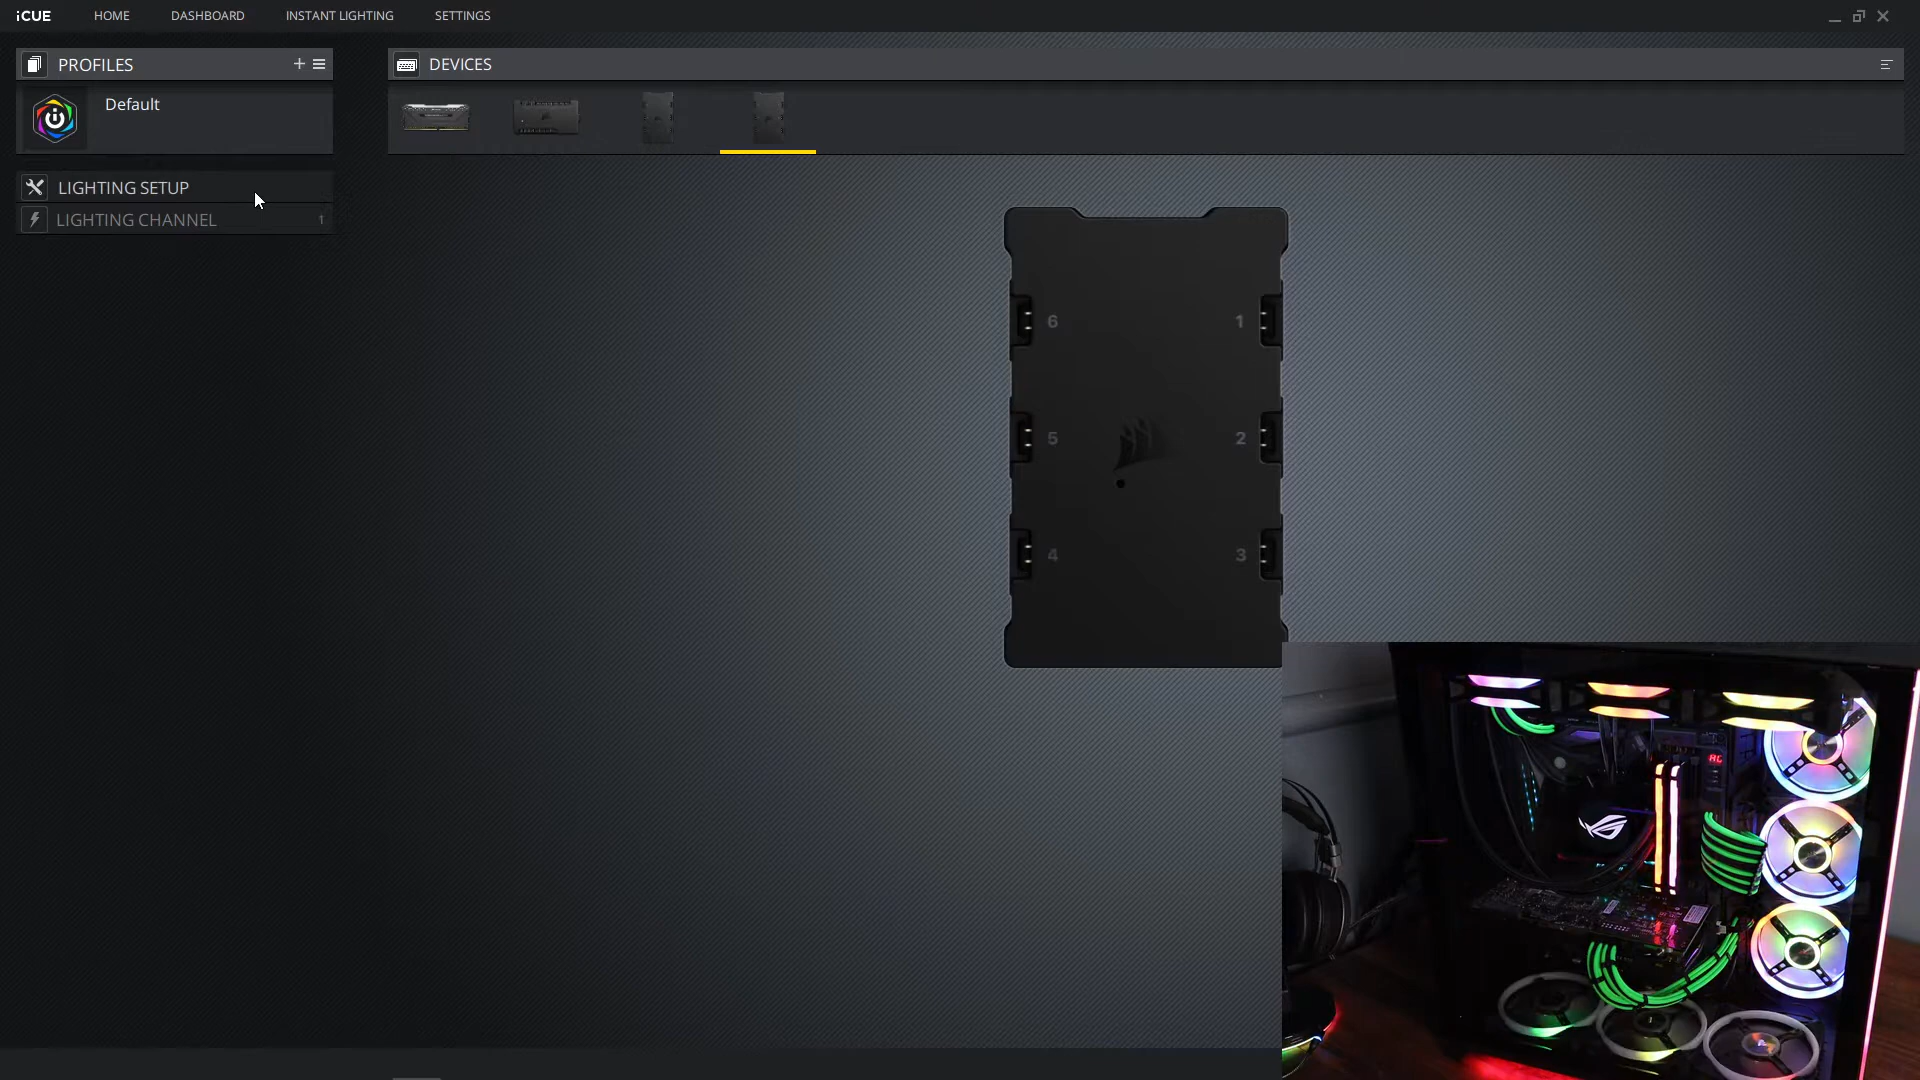 iCUE HOME DASHBOARD INSTANT LIGHTING SETTINGS
PROFILES
DEVICES
Default
LIGHTING SETUP
LIGHTING CHANNEL 1
6 1
5 2
4 3